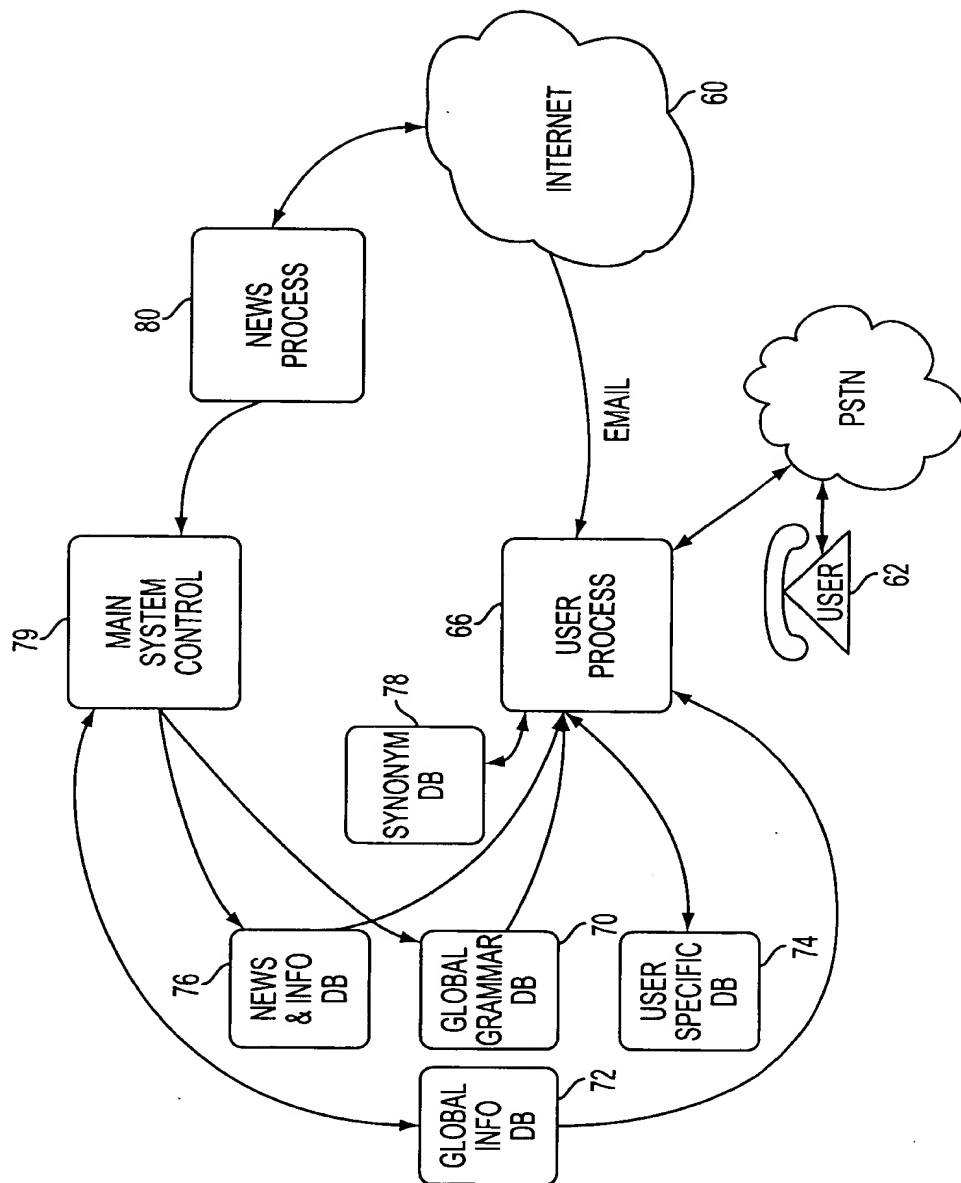 79
MAIN
SYSTEM
CONTROL
80
NEWS
PROCESS
INTERNET
60
EMAIL
66
USER
PROCESS
PSTN
USER
62
78
SYNONYM
DB
76
NEWS
& INFO
DB
GLOBAL
GRAMMAR
DB
70
USER
SPECIFIC
DB
74
GLOBAL
INFO
DB
72